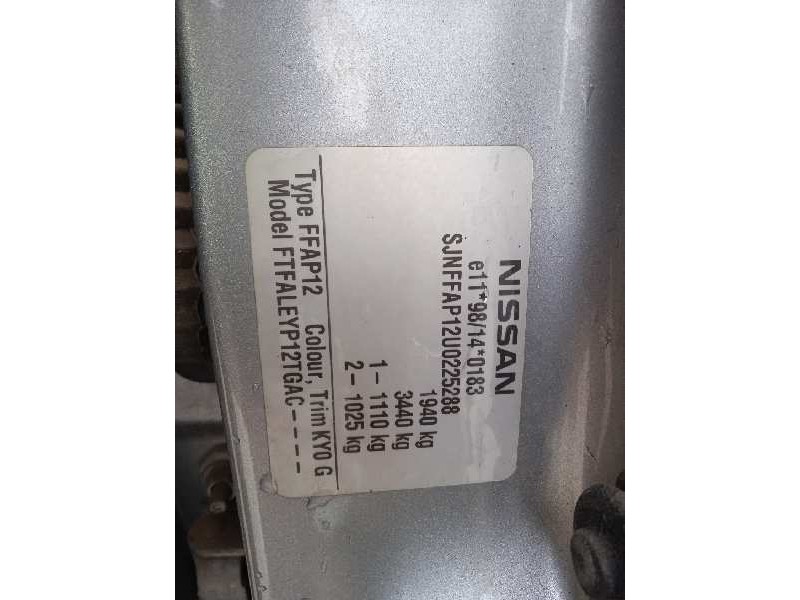 NISSAN
e11*98/14*0183
SJNFFAP12U0225288
1940 kg
3440 kg
1- 1110 kg
2- 1025 kg
Type FFAP12 Colour, Trim KY0 G
Model FTFALEYP12TGAC----